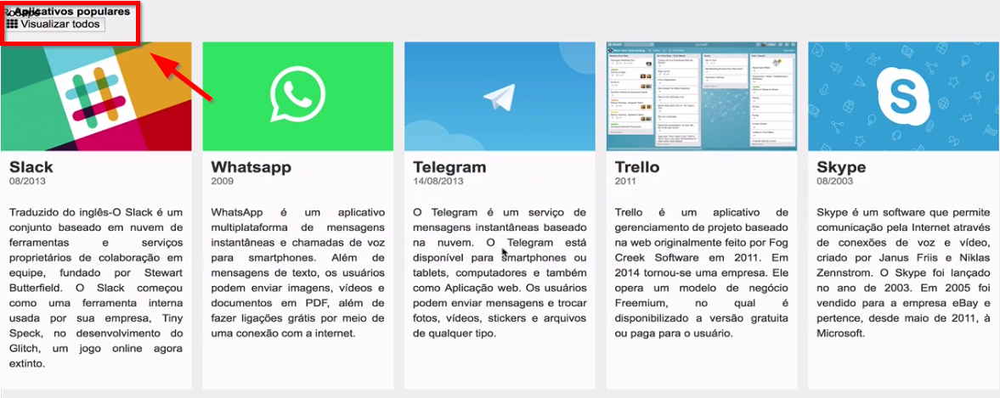 Aplicativos populares
Visualizar todos
Slack
08/2013
Traduzido do inglês-O Slack é um
conjunto baseado em nuvem de
ferramentas e serviços
proprietários de colaboração em
equipe, fundado por Stewart
Butterfield. O Slack começou
como uma ferramenta interna
usada por sua empresa, Tiny
Speck, no desenvolvimento do
Glitch, um jogo online agora
extinto.
Whatsapp
2009
WhatsApp é um aplicativo
multiplataforma de mensagens
instantâneas e chamadas de voz
para smartphones. Além de
mensagens de texto, os usuários
podem enviar imagens, vídeos e
documentos em PDF, além de
fazer ligações grátis por meio de
uma conexão com a internet.
Telegram
14/08/2013
O Telegram é um serviço de
mensagens instantâneas baseado
na nuvem. O Telegram está
disponível para smartphones ou
tablets, computadores e também
como Aplicação web. Os usuários
podem enviar mensagens e trocar
fotos, vídeos, stickers e arquivos
de qualquer tipo.
Trello
2011
Trello é um aplicativo de
gerenciamento de projeto baseado
na web originalmente feito por Fog
Creek Software em 2011. Em
2014 tornou-se uma empresa. Ele
opera um modelo de negócio
Freemium, no qual é
disponibilizado a versão gratuita
ou paga para o usuário.
Skype
08/2003
Skype é um software que permite
comunicação pela Internet através
de conexões de voz e vídeo,
criado por Janus Friis e Niklas
Zennstrom. O Skype foi lançado
no ano de 2003. Em 2005 foi
vendido para a empresa eBay e
pertence, desde maio de 2011, à
Microsoft.